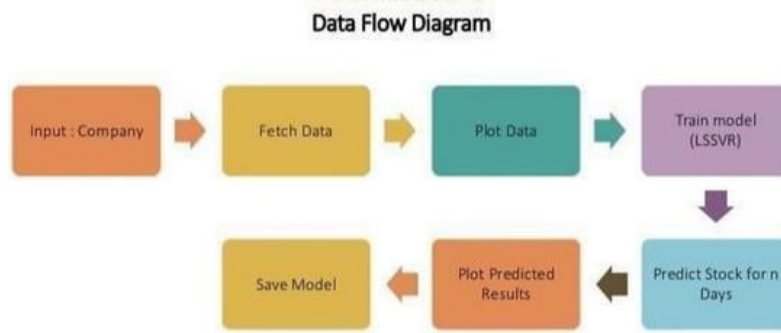 Data Flow Diagram
Input : Company
Fetch Data
Plot Data
Train model
(LSSVR)
Predict Stock for n
Days
Plot Predicted
Results
Save Model